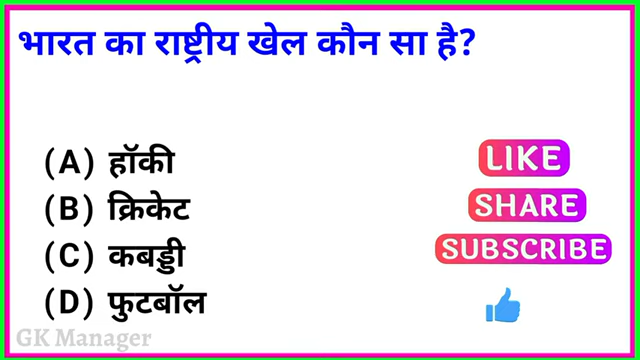 भारत का राष्ट्रीय खेल कौन सा है?
(A) हॉकी
(B) क्रिकेट
(C) कबड्डी
(D) फुटबॉल
LIKE
SHARE
SUBSCRIBE
GK Manager